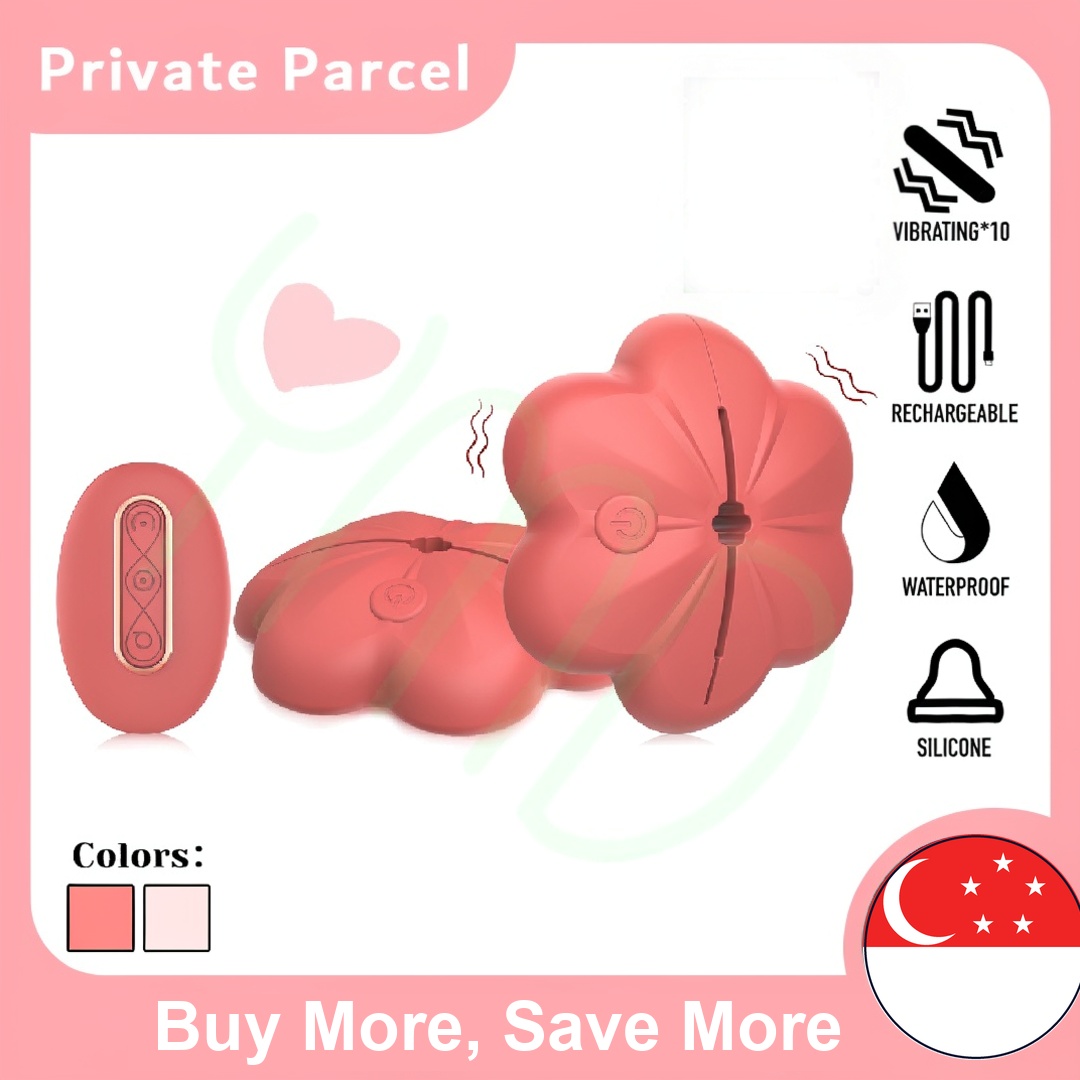 Private Parcel
VIBRATING*10
RECHARGEABLE
WATERPROOF
SILICONE
Colors:
Buy More, Save More